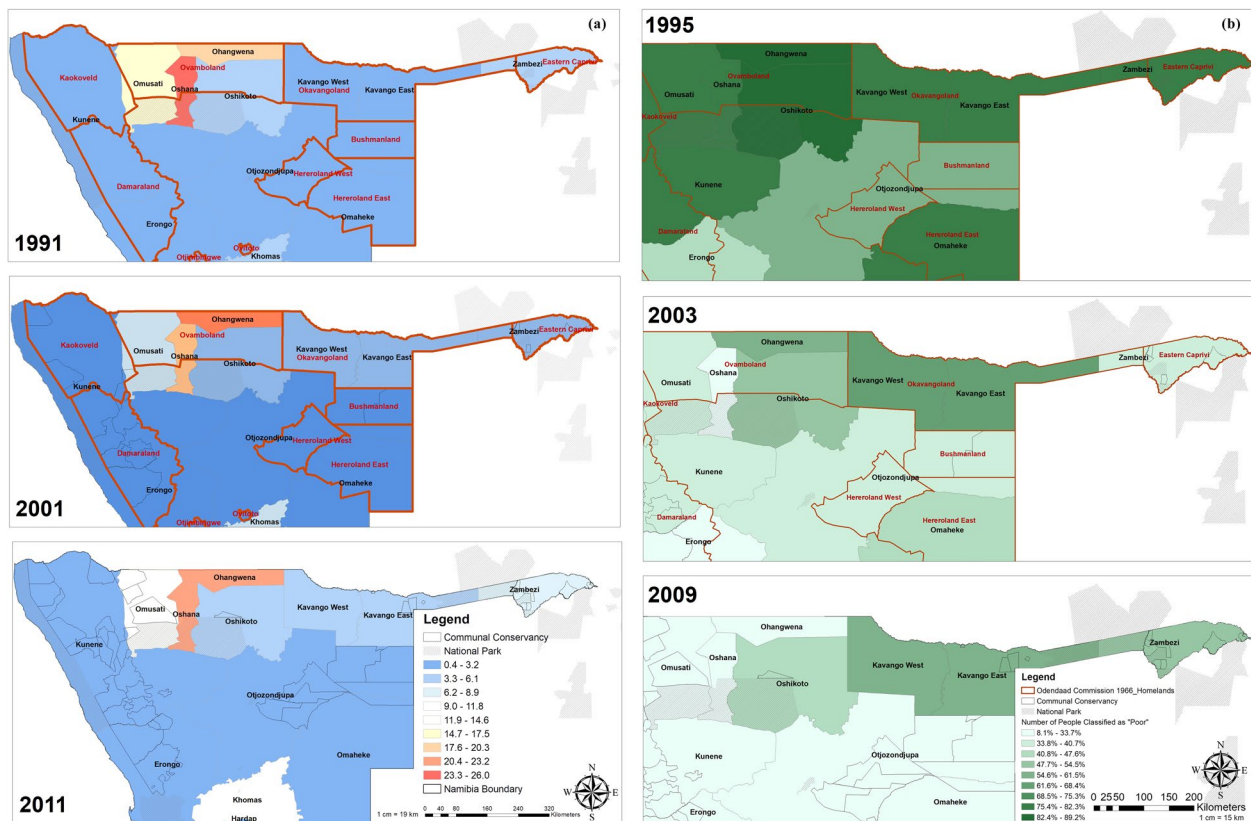 (a)
Ohangwena
Kaokoveld
Ovamboland
Eastern Caprivi
Zambezi
Omusati
Oshana
Kavango West
Okavangoland
Kavango East
Oshikoto
Kunene
Bushmanland
Damaraland
Otjozondjupa
Hereroland West
Hereroland East
Omaheke
Erongo
Ovitoto
Otjimbingwe
Khomas
1991
Ohangwena
Zambezi
Eastern Caprivi
Kaokoveld
Ovamboland
Omusati
Oshana
Kavango West
Okavangoland
Kavango East
Oshikoto
Kunene
Bushmanland
Otjozondjupa
Hereroland West
Damaraland
Hereroland East
Omaheke
Erongo
Ovitoto
Otjimbingwe
Khomas
2001
Ohangwena
Zambezi
Omusati
Oshana
Kavango West
Kavango East
Oshikoto
Kunene
Otjozondjupa
Omaheke
Erongo
Khomas
Hardap
2011
Legend
Communal Conservancy
National Park
0.4 - 3.2
3.3 - 6.1
6.2 - 8.9
9.0 - 11.8
11.9 - 14.6
14.7 - 17.5
17.6 - 20.3
20.4 - 23.2
23.3 - 26.0
Namibia Boundary
N
W E
S
0 40 80 160 240 320
Kilometers
1 cm = 19 km
1995
(b)
Ohangwena
Ovamboland
Omusati
Oshana
Kavango West
Okavangoland
Kavango East
Zambezi
Eastern Caprivi
Oshikoto
Kaokoveld
Kunene
Bushmanland
Otjozondjupa
Hereroland West
Damaraland
Hereroland East
Omaheke
Erongo
2003
Ohangwena
Zambezi
Eastern Caprivi
Ovamboland
Omusati
Oshana
Kavango West
Okavangoland
Kavango East
Oshikoto
Kaokoveld
Kunene
Bushmanland
Otjozondjupa
Hereroland West
Damaraland
Hereroland East
Omaheke
Erongo
2009
Ohangwena
Omusati
Oshana
Kavango West
Kavango East
Zambezi
Oshikoto
Kunene
Otjozondjupa
Omaheke
Erongo
Legend
Odendaad Commission 1966_Homelands
Communal Conservancy
National Park
Number of People Classified as "Poor"
8.1% - 33.7%
33.8% - 40.7%
40.8% - 47.6%
47.7% - 54.5%
54.6% - 61.5%
61.6% - 68.4%
68.5% - 75.3%
75.4% - 82.3%
82.4% - 89.2%
N
W E
S
0 25 50 100 150 200
Kilometers
1 cm = 15 km